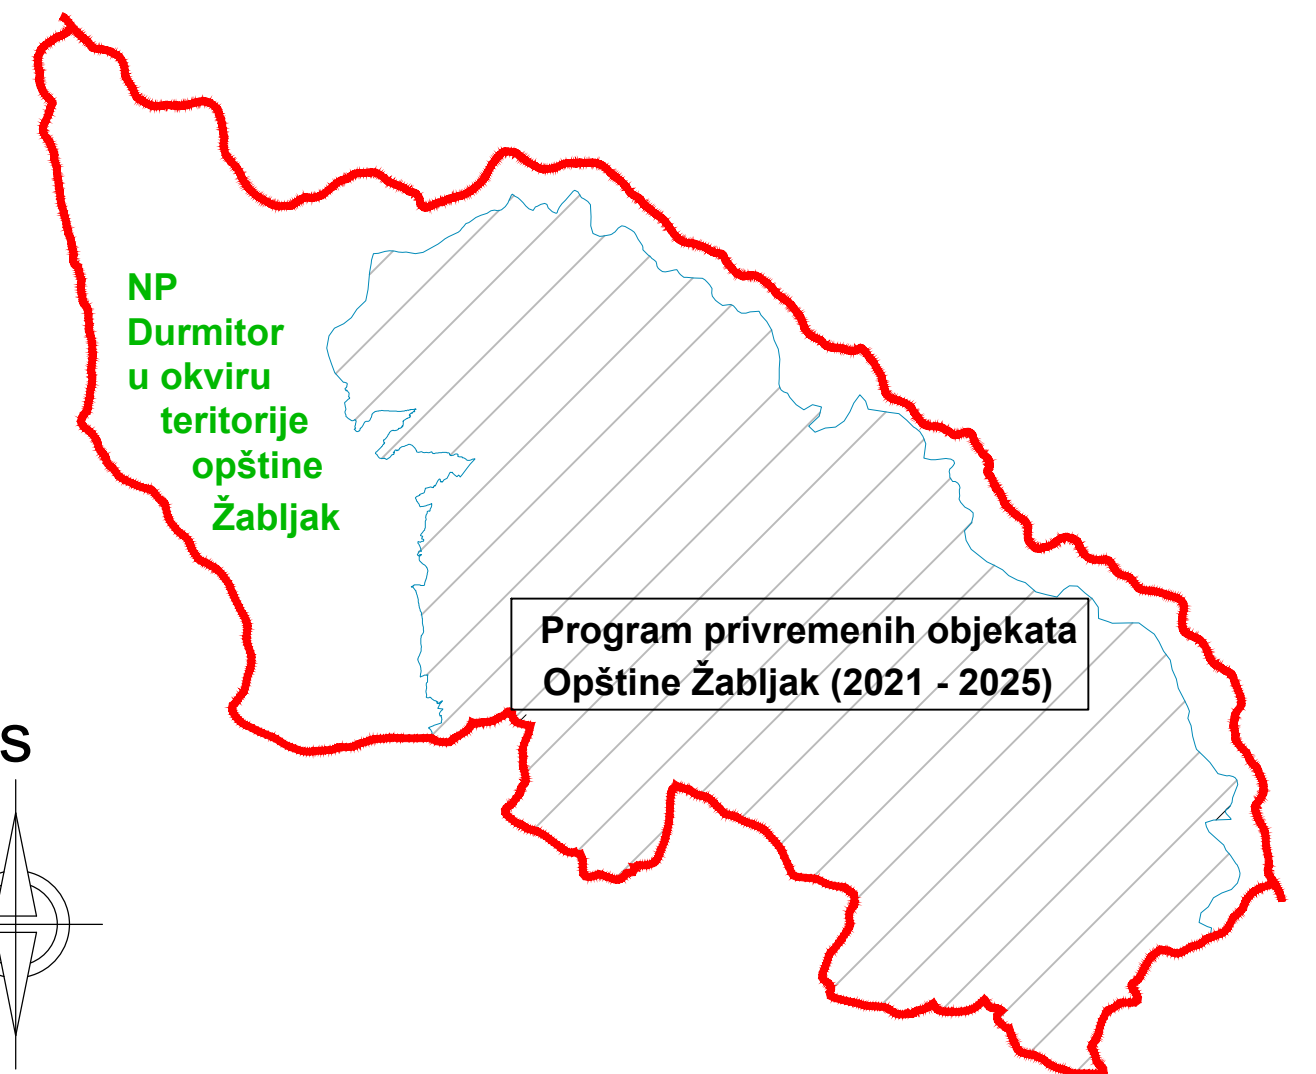 NP
Durmitor
u okviru
teritorije
opštine
Žabljak
Program privremenih objekata
Opštine Žabljak (2021 - 2025)
S